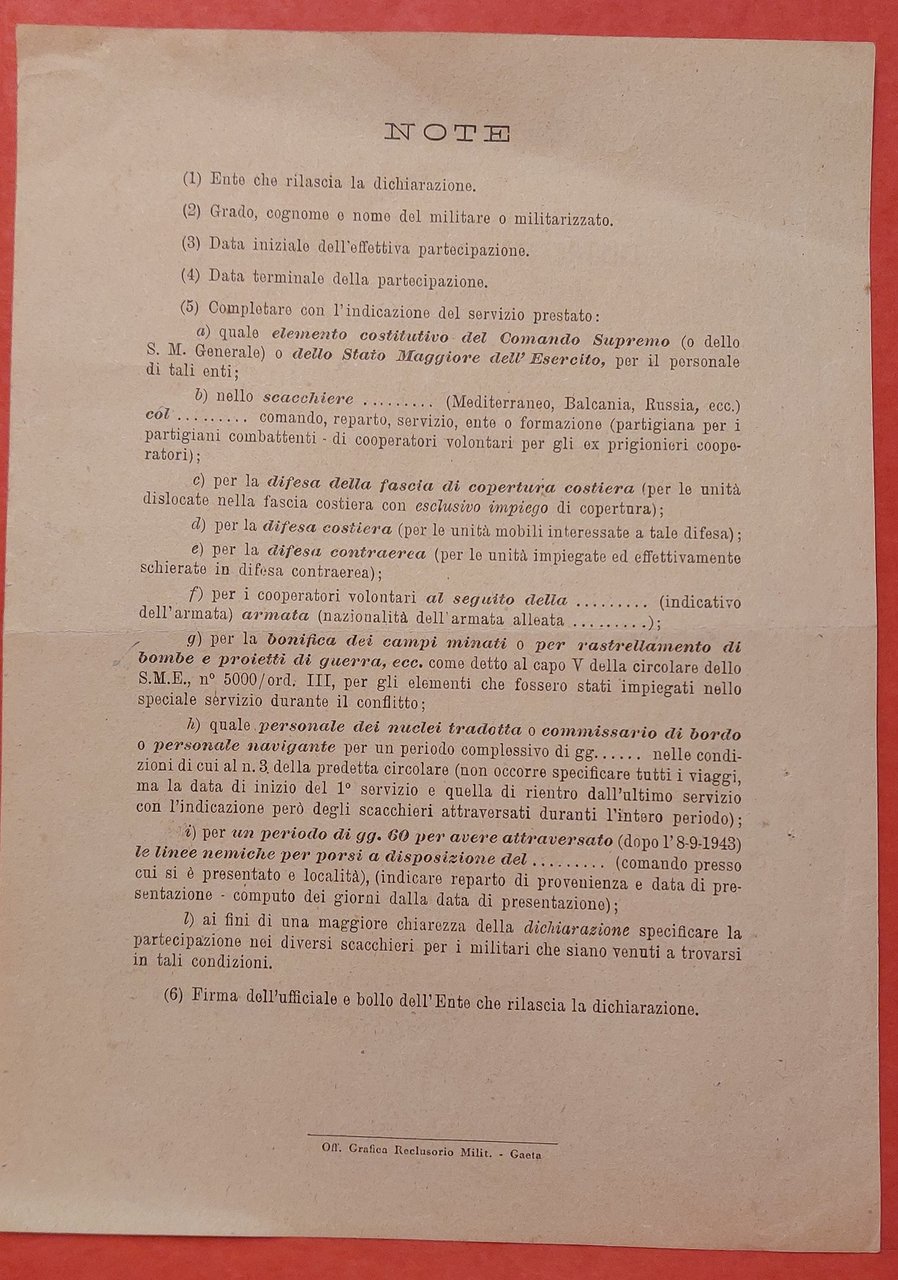 NOTE
(1) Ente che rilascia la dichiarazione.
(2) Grado, cognome e nome del militare o militarizzato.
(3) Data iniziale dell'effettiva partecipazione.
(4) Data terminale della partecipazione.
(5) Completare con l'indicazione del servizio prestato:
a) quale elemento costitutivo del Comando Supremo (o dello
S. M. Generale) o dello Stato Maggiore dell'Esercito, per il personale
di tali enti;
b) nello scacchiere ......... (Mediterraneo, Balcania, Russia, ecc.)
col ......... comando, reparto, servizio, ente o formazione (partigiana per i
partigiani combattenti - di cooperatori volontari per gli ex prigionieri coope-
ratori);
c) per la difesa della fascia di copertura costiera (per le unità
dislocate nella fascia costiera con esclusivo impiego di copertura);
d) per la difesa costiera (per le unità mobili interessate a tale difesa);
e) per la difesa contraerea (per le unità impiegate ed effettivamente
schierate in difesa contraerea);
f) per i cooperatori volontari al seguito della ......... (indicativo
dell'armata) armata (nazionalità dell'armata alleata .........);
g) per la bonifica dei campi minati o per rastrellamento di
bombe e proietti di guerra, ecc. come detto al capo V della circolare dello
S.M.E., n° 5000/ord. III, per gli elementi che fossero stati impiegati nello
speciale servizio durante il conflitto;
h) quale personale dei nuclei tradotta o commissario di bordo
o personale navigante per un periodo complessivo di gg...... nelle condi-
zioni di cui al n. 3 della predetta circolare (non occorre specificare tutti i viaggi,
ma la data di inizio del 1° servizio e quella di rientro dall'ultimo servizio
con l'indicazione però degli scacchieri attraversati duranti l'intero periodo);
i) per un periodo di gg. 60 per avere attraversato (dopo l'8-9-1943)
le linee nemiche per porsi a disposizione del ......... (comando presso
cui si è presentato e località), (indicare reparto di provenienza e data di pre-
sentazione - computo dei giorni dalla data di presentazione);
l) ai fini di una maggiore chiarezza della dichiarazione specificare la
partecipazione nei diversi scacchieri per i militari che siano venuti a trovarsi
in tali condizioni.
(6) Firma dell'ufficiale e bollo dell'Ente che rilascia la dichiarazione.
Off. Grafica Reclusorio Milit. - Gaeta